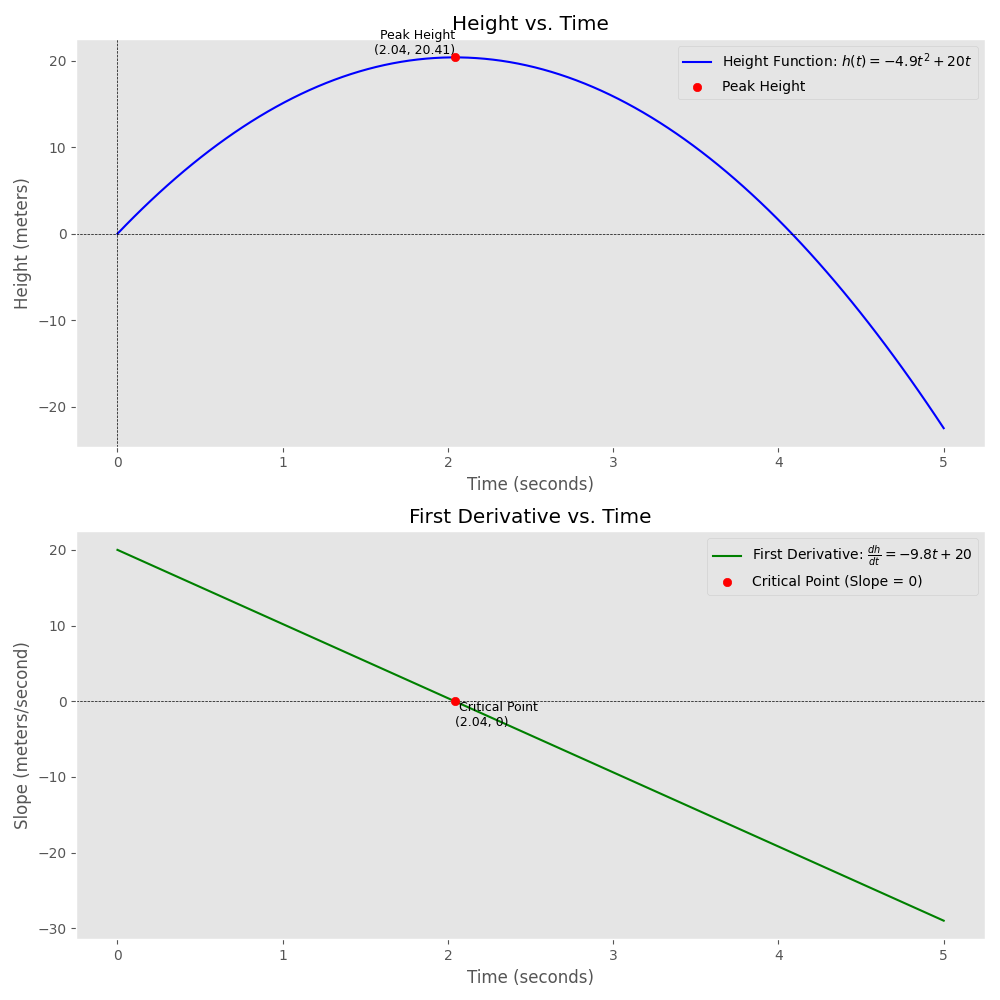 Height vs. Time
Peak Height
(2.04, 20.41)
Height Function: h(t) = −4.9t² + 20t
Peak Height
20
10
0
−10
−20
Height (meters)
0 1 2 3 4 5
Time (seconds)
First Derivative vs. Time
First Derivative: dh/dt = −9.8t + 20
Critical Point (Slope = 0)
Critical Point
(2.04, 0)
20
10
0
−10
−20
−30
Slope (meters/second)
0 1 2 3 4 5
Time (seconds)